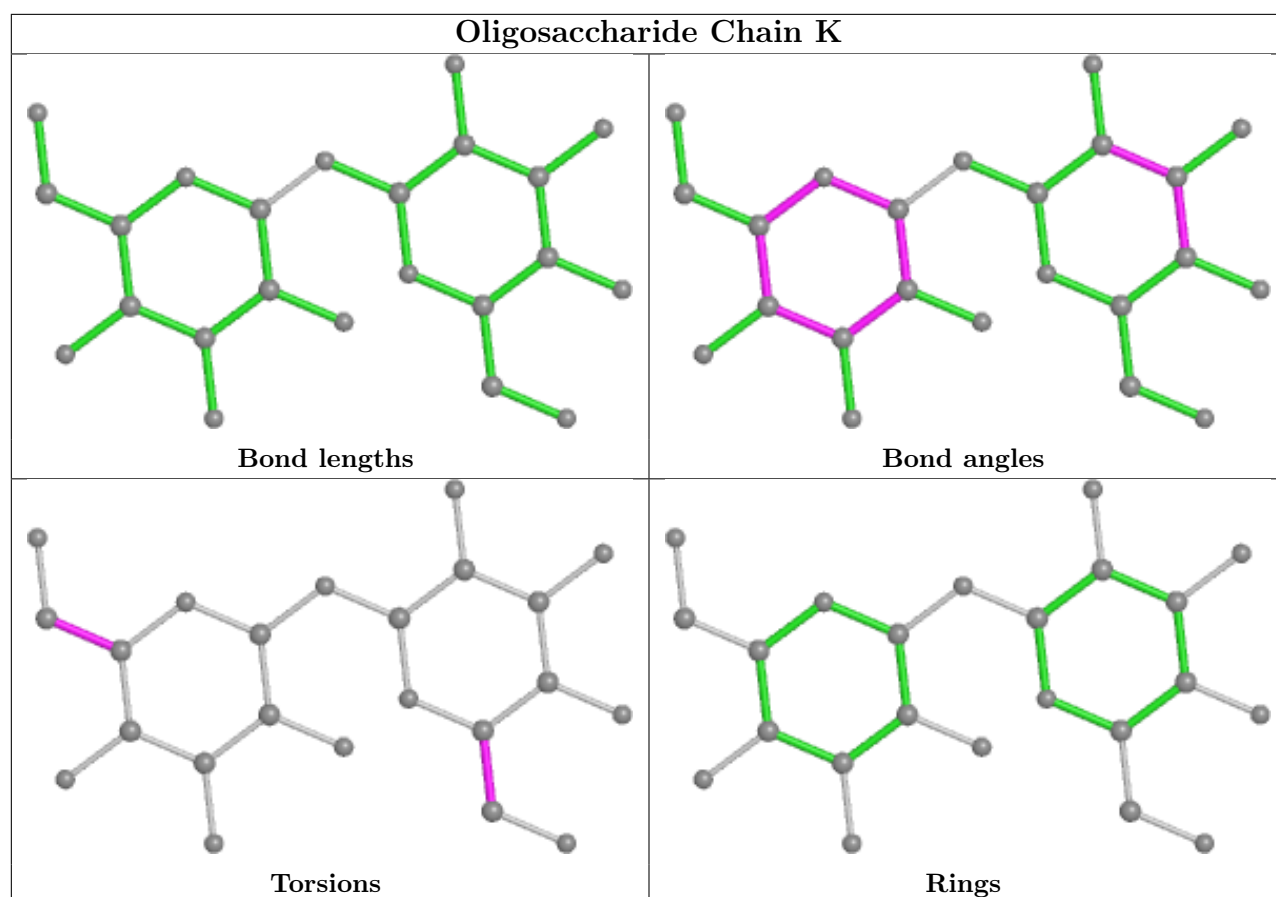 Oligosaccharide Chain K
Bond lengths
Bond angles
Torsions
Rings